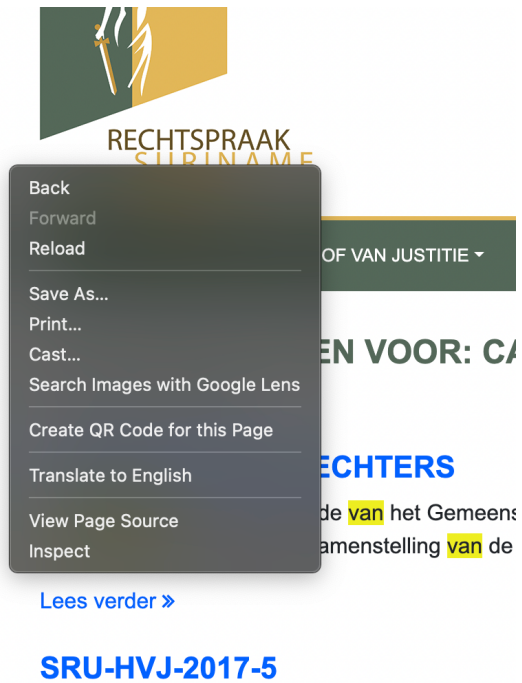 RECHTSPRAAK
SURINAME
Back
Forward
Reload
OF VAN JUSTITIE
Save As...
Print...
EN VOOR: CA
Cast...
Search Images with Google Lens
Create QR Code for this Page
ECHTERS
Translate to English
de van het Gemeens
View Page Source
amenstelling van de
Inspect
Lees verder »
SRU-HVJ-2017-5